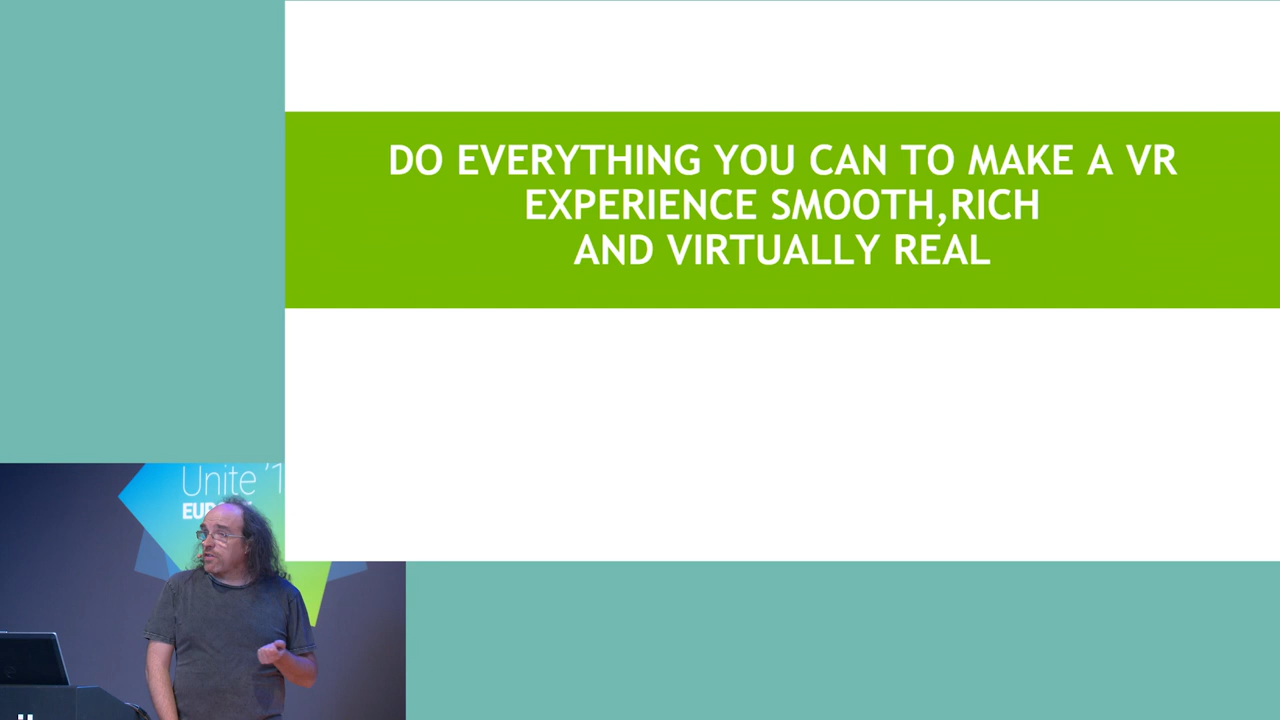 DO EVERYTHING YOU CAN TO MAKE A VR
EXPERIENCE SMOOTH,RICH
AND VIRTUALLY REAL
Unite '1